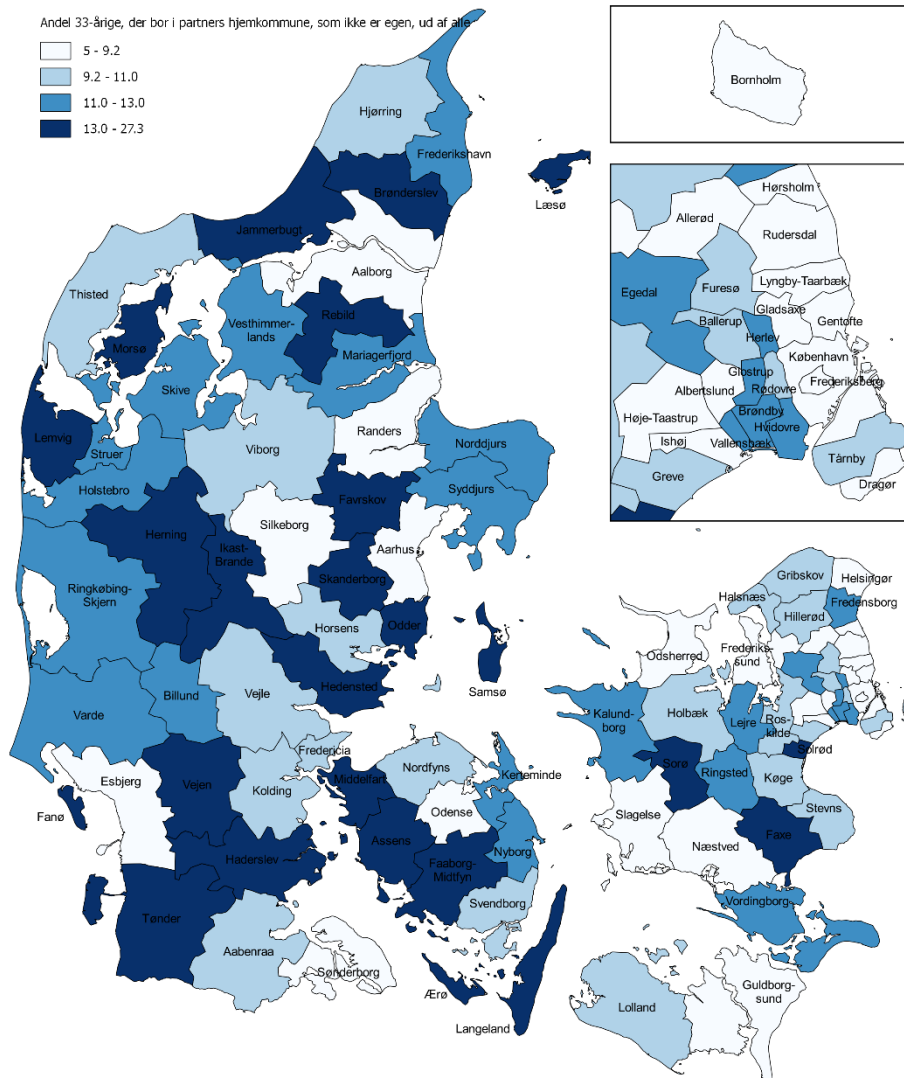 Andel 33-årige, der bor i partners hjemkommune, som ikke er egen, ud af alle
5 - 9.2
9.2 - 11.0
11.0 - 13.0
13.0 - 27.3
Hjørring
Frederikshavn
Brønderslev
Jammerbugt
Læsø
Aalborg
Thisted
Rebild
Vesthimmer-
lands
Morsø
Mariagerfjord
Skive
Lemvig
Struer
Viborg
Randers
Norddjurs
Holstebro
Syddjurs
Favrskov
Silkeborg
Herning
Ikast-
Brande
Aarhus
Skanderborg
Ringkøbing-
Skjern
Horsens
Odder
Hedensted
Samsø
Billund
Vejle
Varde
Fredericia
Esbjerg
Vejen
Kolding
Middelfart
Nordfyns
Kerteminde
Fanø
Odense
Assens
Nyborg
Haderslev
Faaborg-
Midtfyn
Svendborg
Tønder
Aabenraa
Sønderborg
Ærø
Langeland
Bornholm
Hørsholm
Allerød
Rudersdal
Egedal
Furesø
Lyngby-Taarbæk
Gladsaxe
Gentofte
Ballerup
Herlev
København
Glostrup
Frederiksberg
Albertslund
Rødovre
Høje-Taastrup
Brøndby
Hvidovre
Ishøj
Vallensbæk
Tårnby
Greve
Dragør
Gribskov
Helsingør
Halsnæs
Fredensborg
Hillerød
Odsherred
Frederiks-
sund
Kalund-
borg
Holbæk
Lejre
Ros-
kilde
Solrød
Sorø
Ringsted
Køge
Stevns
Slagelse
Faxe
Næstved
Vordingborg
Guldborg-
sund
Lolland